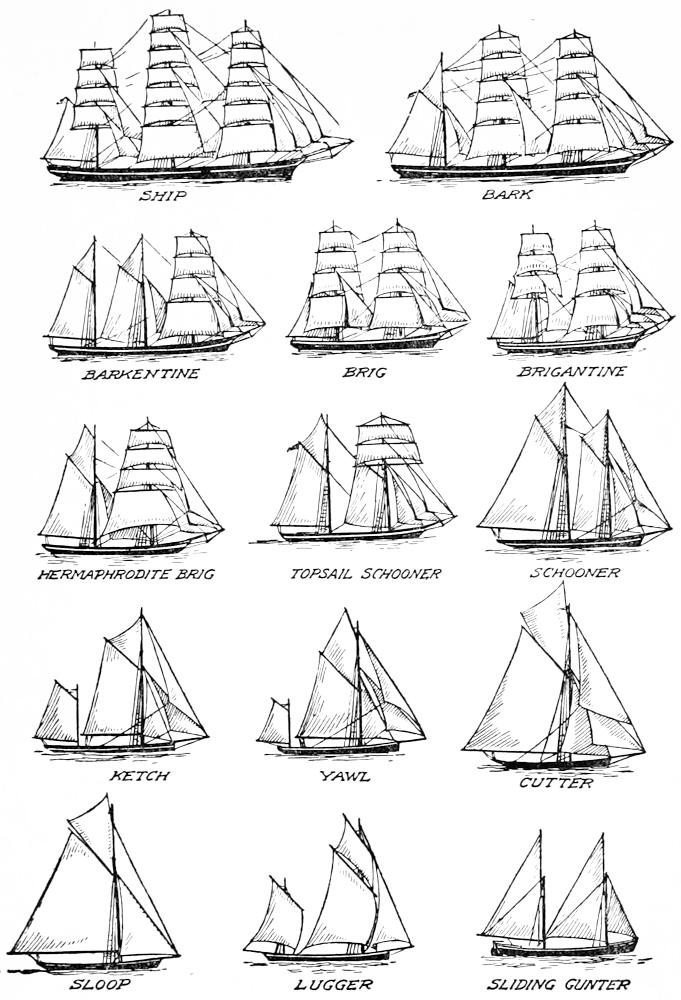 SHIP
BARK
BARKENTINE
BRIG
BRIGANTINE
HERMAPHRODITE BRIG
TOPSAIL SCHOONER
SCHOONER
KETCH
YAWL
CUTTER
SLOOP
LUGGER
SLIDING GUNTER